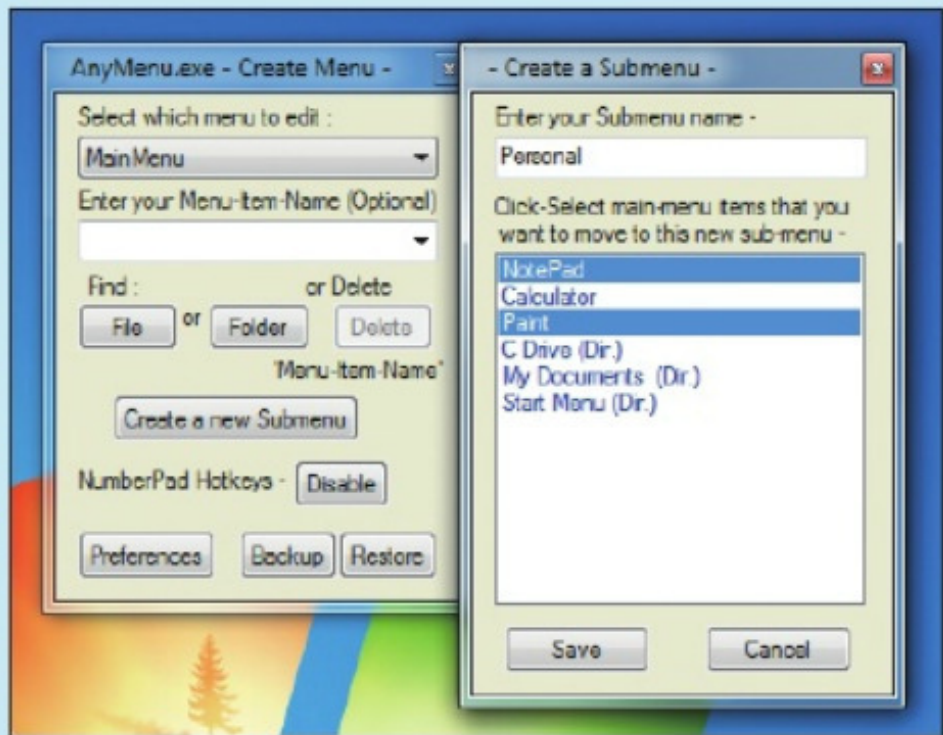 AnyMenu.exe - Create Menu -
Select which menu to edit :
MainMenu
Enter your Menu-Item-Name (Optional)
Find :
or Delete
File
or
Folder
Delete
"Menu-Item-Name"
Create a new Submenu
NumberPad Hotkeys -
Disable
Preferences
Backup
Restore
- Create a Submenu -
Enter your Submenu name -
Personal
Click-Select main-menu items that you
want to move to this new sub-menu -
NotePad
Calculator
Paint
C Drive (Dir.)
My Documents (Dir.)
Start Menu (Dir.)
Save
Cancel